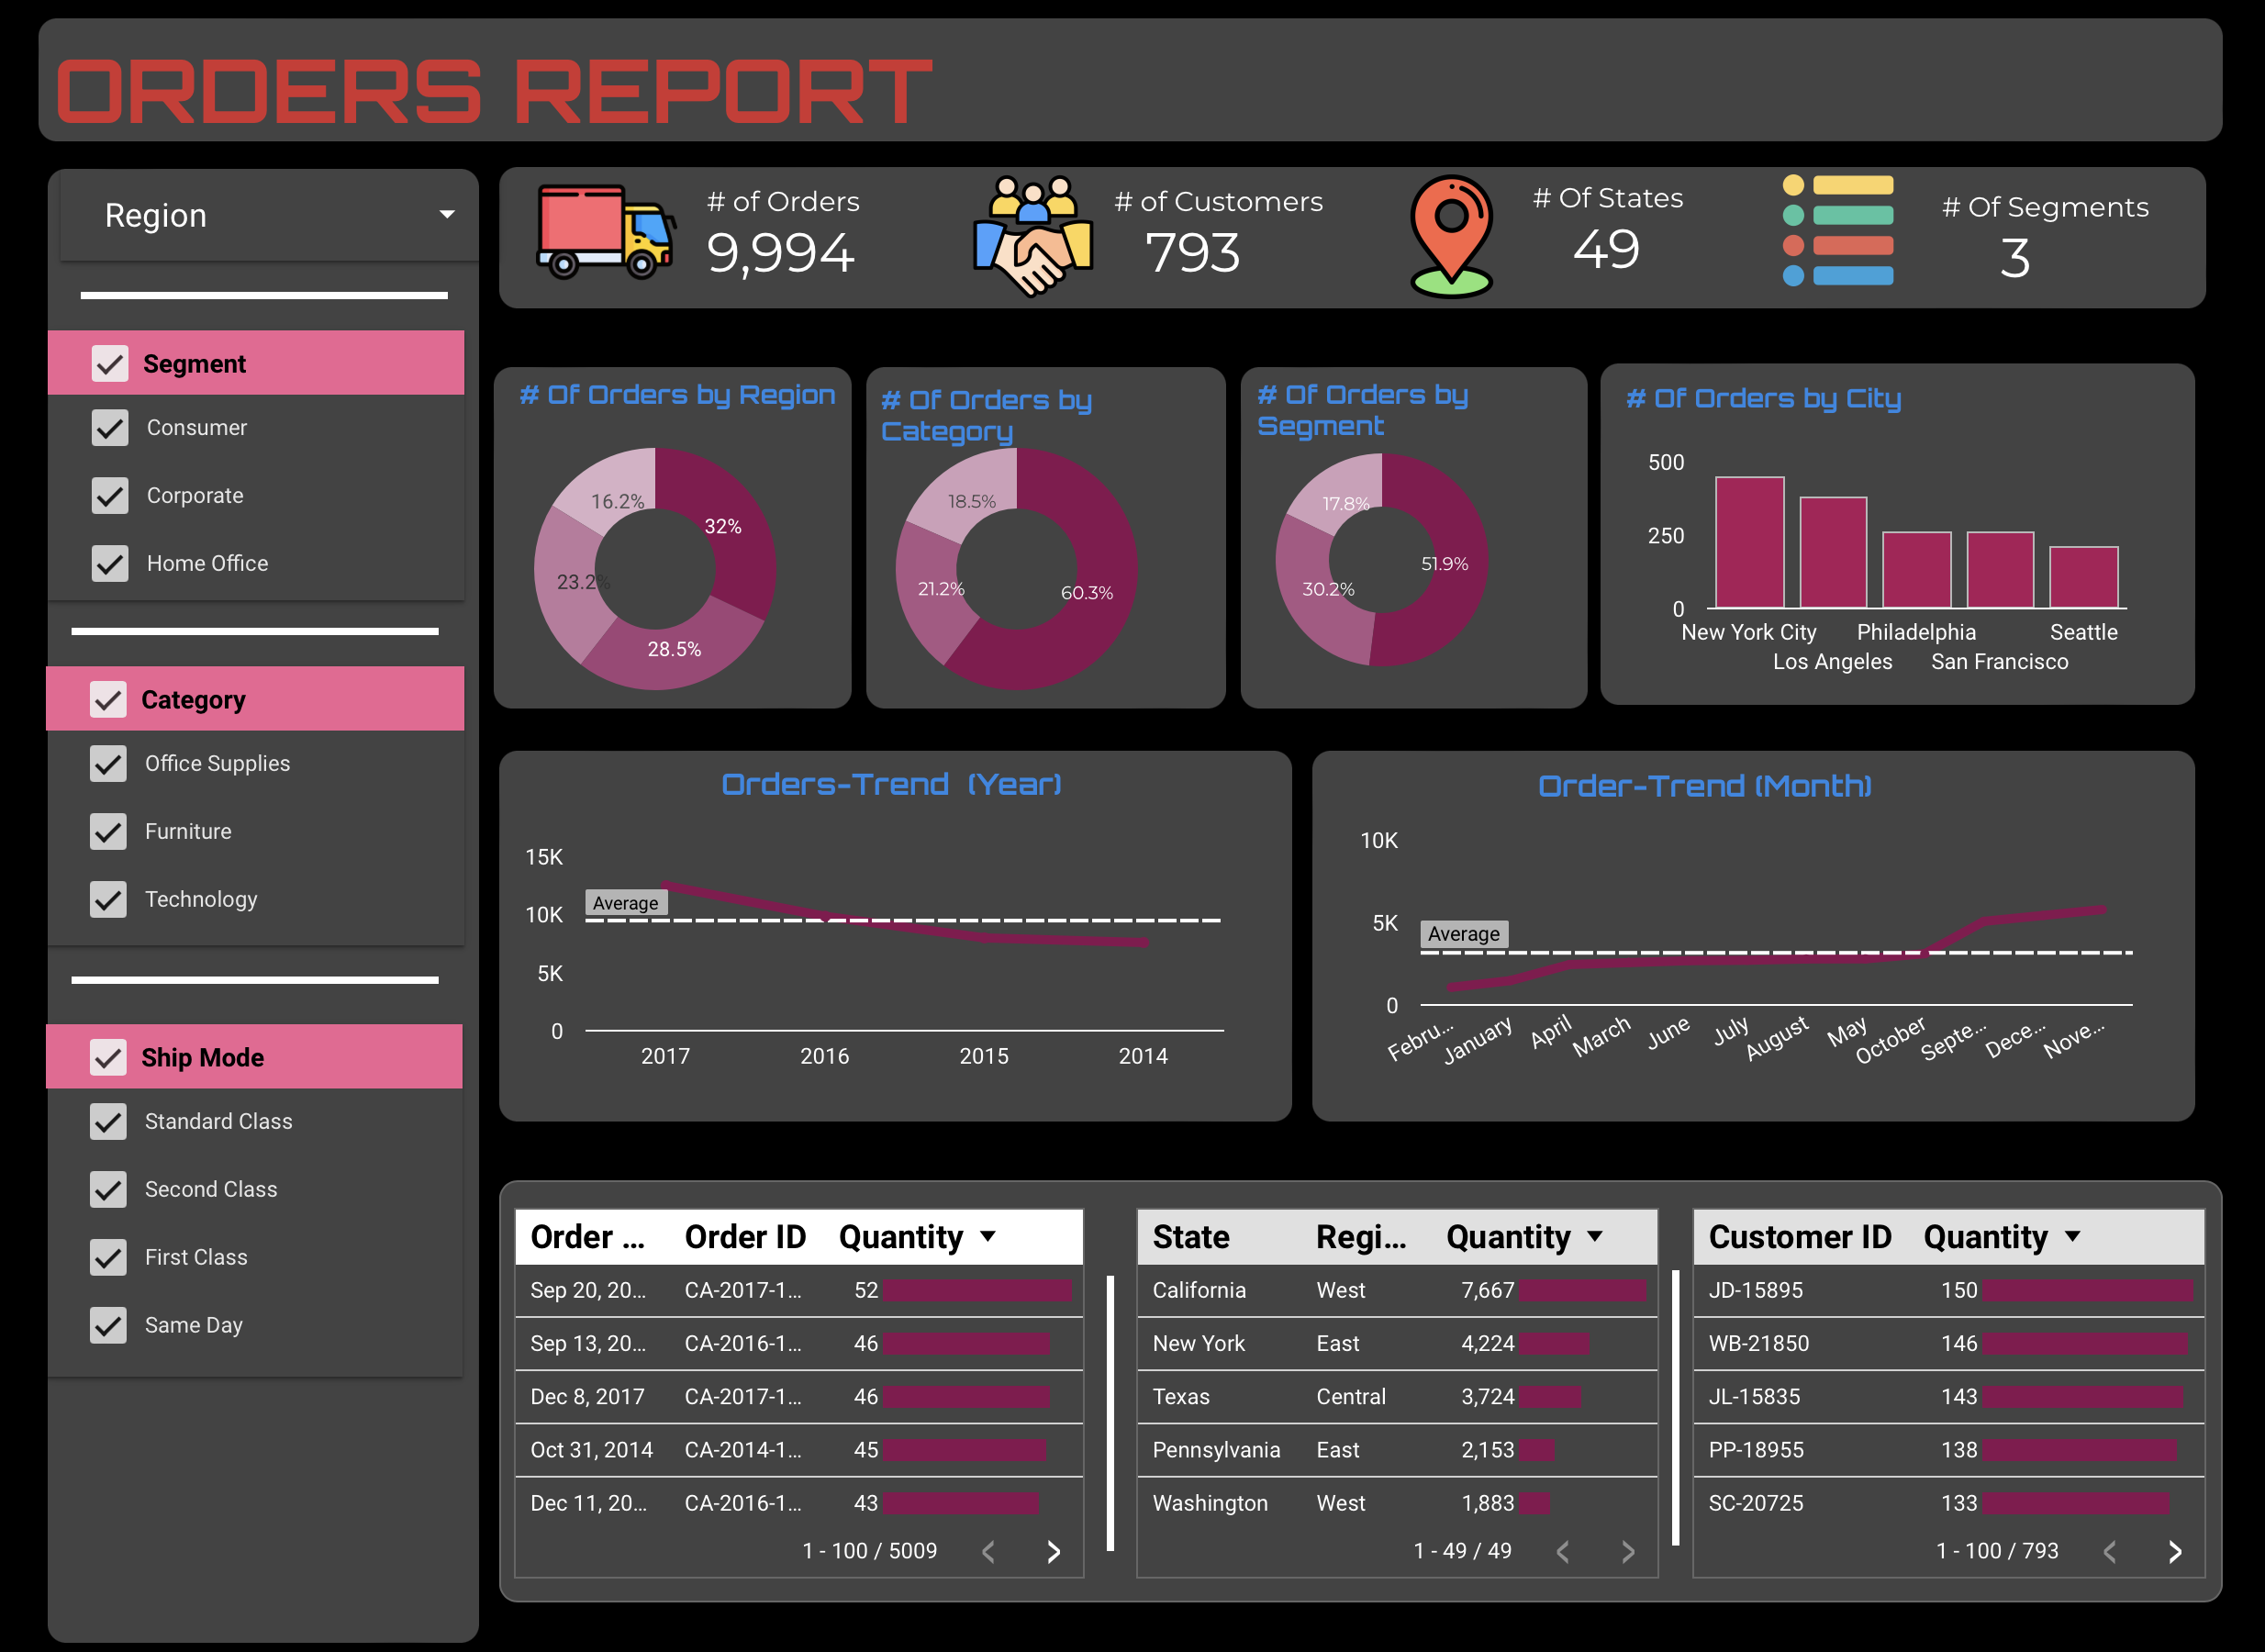 ORDERS REPORT
Region
Segment
Consumer
Corporate
Home Office
Category
Office Supplies
Furniture
Technology
Ship Mode
Standard Class
Second Class
First Class
Same Day
# of Orders
9,994
# of Customers
793
# Of States
49
# Of Segments
3
# Of Orders by Region
16.2%
32%
23.2%
28.5%
# Of Orders by
Category
18.5%
21.2%
60.3%
# Of Orders by
Segment
17.8%
51.9%
30.2%
# Of Orders by City
500
250
0
New York City Philadelphia Seattle
Los Angeles San Francisco
Orders-Trend (Year)
15K
Average
10K
5K
0
2017 2016 2015 2014
Order-Trend (Month)
10K
5K
Average
0
Febru... January April March June July August May October Septe... Dece... Nove...
Order ... Order ID Quantity
Sep 20, 20... CA-2017-1... 52
Sep 13, 20... CA-2016-1... 46
Dec 8, 2017 CA-2017-1... 46
Oct 31, 2014 CA-2014-1... 45
Dec 11, 20... CA-2016-1... 43
1 - 100 / 5009
State Regi... Quantity
California West 7,667
New York East 4,224
Texas Central 3,724
Pennsylvania East 2,153
Washington West 1,883
1 - 49 / 49
Customer ID Quantity
JD-15895 150
WB-21850 146
JL-15835 143
PP-18955 138
SC-20725 133
1 - 100 / 793